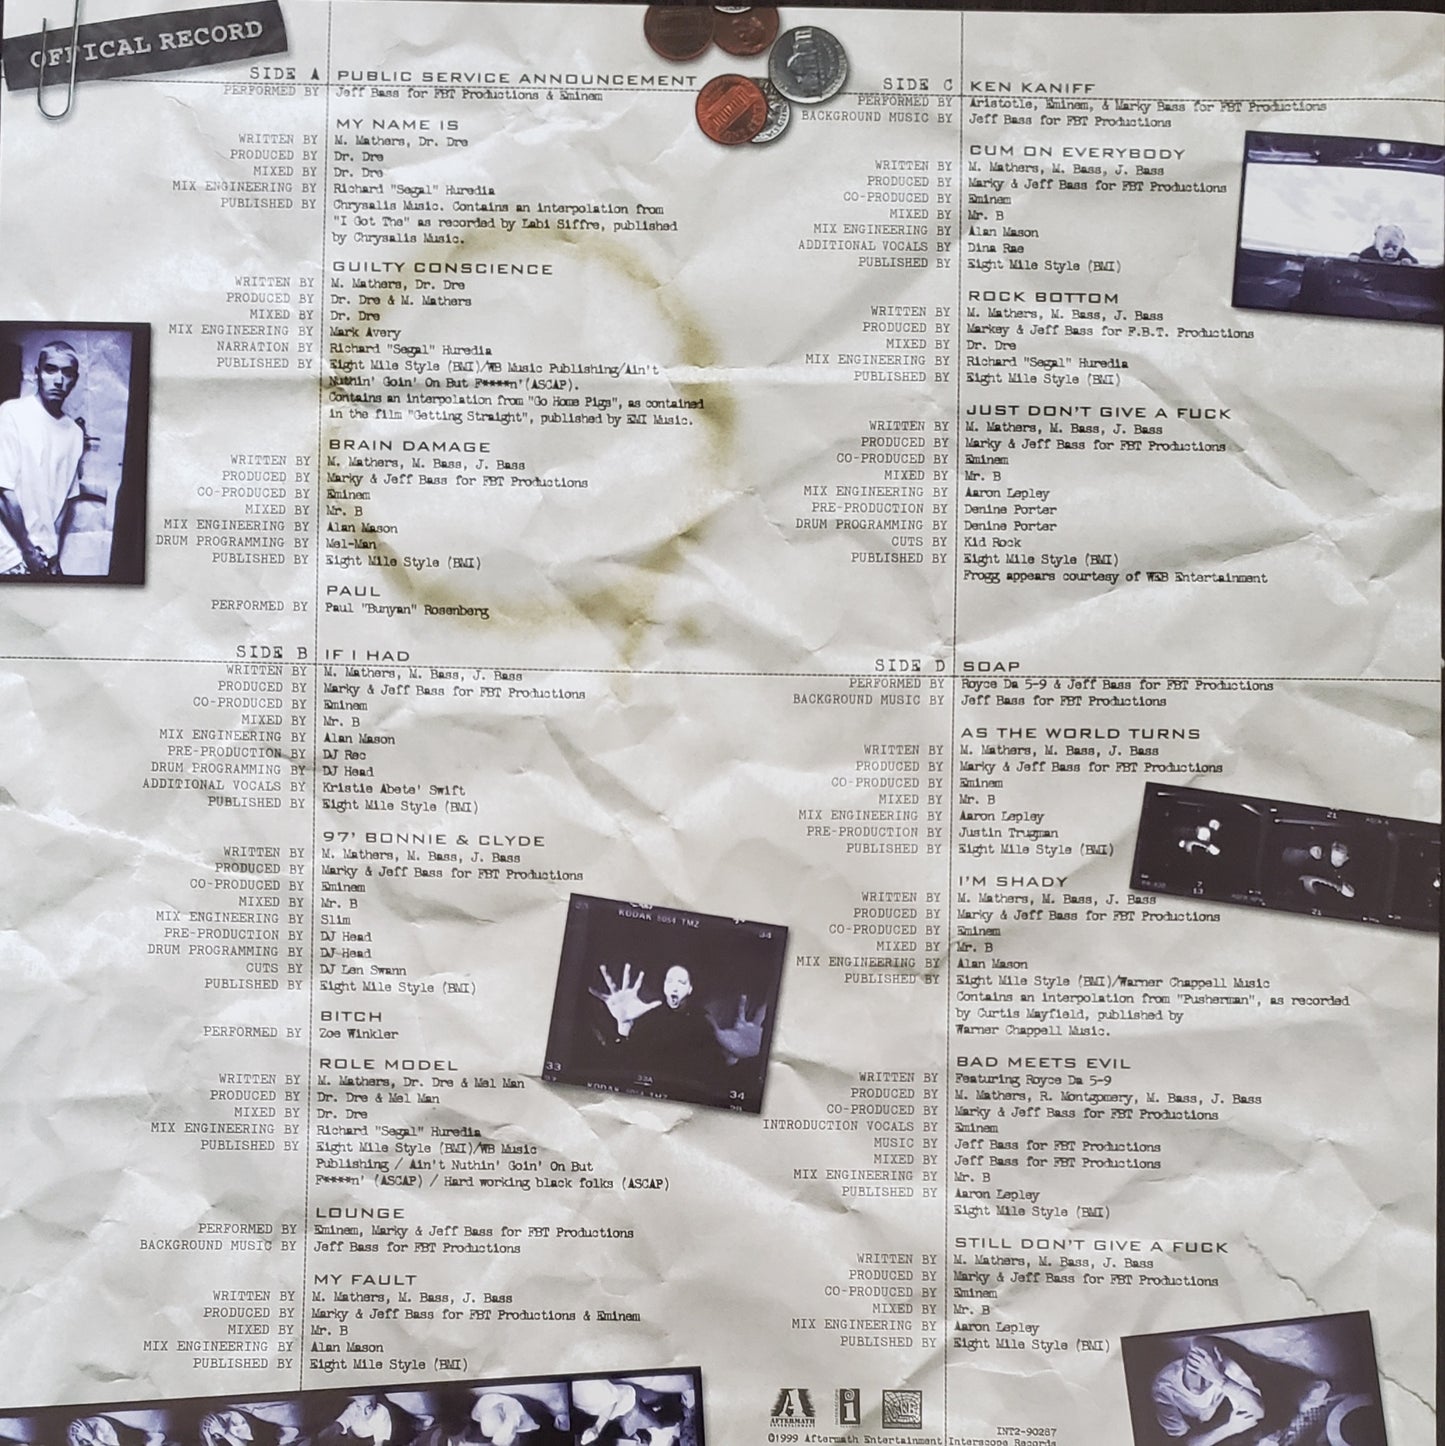 OFFICAL RECORD
SIDE A PUBLIC SERVICE ANNOUNCEMENT
PERFORMED BY Jeff Bass for FBT Productions & Eminem
MY NAME IS
WRITTEN BY M. Mathers, Dr. Dre
PRODUCED BY Dr. Dre
MIXED BY Dr. Dre
MIX ENGINEERING BY Richard "Segal" Huredia
PUBLISHED BY Chrysalis Music. Contains an interpolation from
"I Got The" as recorded by Labi Siffre, published
by Chrysalis Music.
GUILTY CONSCIENCE
WRITTEN BY M. Mathers, Dr. Dre
PRODUCED BY Dr. Dre & M. Mathers
MIXED BY Dr. Dre
MIX ENGINEERING BY Mark Avery
NARRATION BY Richard "Segal" Huredia
PUBLISHED BY Eight Mile Style (BMI)/WB Music Publishing/Ain't
Nuthin' Goin' On But F****n'(ASCAP).
Contains an interpolation from "Go Home Pigs", as contained
in the film "Getting Straight", published by EMI Music.
BRAIN DAMAGE
WRITTEN BY M. Mathers, M. Bass, J. Bass
PRODUCED BY Marky & Jeff Bass for FBT Productions
CO-PRODUCED BY Eminem
MIXED BY Mr. B
MIX ENGINEERING BY Alan Mason
DRUM PROGRAMMING BY Mel-Man
PUBLISHED BY Eight Mile Style (BMI)
PAUL
PERFORMED BY Paul "Bunyan" Rosenberg
SIDE B IF I HAD
WRITTEN BY M. Mathers, M. Bass, J. Bass
PRODUCED BY Marky & Jeff Bass for FBT Productions
CO-PRODUCED BY Eminem
MIXED BY Mr. B
MIX ENGINEERING BY Alan Mason
PRE-PRODUCTION BY DJ Rec
DRUM PROGRAMMING BY DJ Head
ADDITIONAL VOCALS BY Kristie Abete' Swift
PUBLISHED BY Eight Mile Style (BMI)
97' BONNIE & CLYDE
WRITTEN BY M. Mathers, M. Bass, J. Bass
PRODUCED BY Marky & Jeff Bass for FBT Productions
CO-PRODUCED BY Eminem
MIXED BY Mr. B
MIX ENGINEERING BY Slim
PRE-PRODUCTION BY DJ Head
DRUM PROGRAMMING BY DJ Head
CUTS BY DJ Len Swann
PUBLISHED BY Eight Mile Style (BMI)
BITCH
PERFORMED BY Zoe Winkler
ROLE MODEL
WRITTEN BY M. Mathers, Dr. Dre & Mel Man
PRODUCED BY Dr. Dre & Mel Man
MIXED BY Dr. Dre
MIX ENGINEERING BY Richard "Segal" Huredia
PUBLISHED BY Eight Mile Style (BMI)/WB Music
Publishing / Ain't Nuthin' Goin' On But
F****n' (ASCAP) / Hard working black folks (ASCAP)
LOUNGE
PERFORMED BY Eminem, Marky & Jeff Bass for FBT Productions
BACKGROUND MUSIC BY Jeff Bass for FBT Productions
MY FAULT
WRITTEN BY M. Mathers, M. Bass, J. Bass
PRODUCED BY Marky & Jeff Bass for FBT Productions & Eminem
MIXED BY Mr. B
MIX ENGINEERING BY Alan Mason
PUBLISHED BY Eight Mile Style (BMI)
KODAK 5054 TMZ
34
33
33A
34
SIDE C KEN KANIFF
PERFORMED BY Aristotle, Eminem, & Marky Bass for FBT Productions
BACKGROUND MUSIC BY Jeff Bass for FBT Productions
CUM ON EVERYBODY
WRITTEN BY M. Mathers, M. Bass, J. Bass
PRODUCED BY Marky & Jeff Bass for FBT Productions
CO-PRODUCED BY Eminem
MIXED BY Mr. B
MIX ENGINEERING BY Alan Mason
ADDITIONAL VOCALS BY Dina Rae
PUBLISHED BY Eight Mile Style (BMI)
ROCK BOTTOM
WRITTEN BY M. Mathers, M. Bass, J. Bass
PRODUCED BY Markey & Jeff Bass for F.B.T. Productions
MIXED BY Dr. Dre
MIX ENGINEERING BY Richard "Segal" Huredia
PUBLISHED BY Eight Mile Style (BMI)
JUST DON'T GIVE A FUCK
WRITTEN BY M. Mathers, M. Bass, J. Bass
PRODUCED BY Marky & Jeff Bass for FBT Productions
CO-PRODUCED BY Eminem
MIXED BY Mr. B
MIX ENGINEERING BY Aaron Lepley
PRE-PRODUCTION BY Denine Porter
DRUM PROGRAMMING BY Denine Porter
CUTS BY Kid Rock
PUBLISHED BY Eight Mile Style (BMI)
Frogg appears courtesy of WEB Entertainment
SIDE D SOAP
PERFORMED BY Royce Da 5-9 & Jeff Bass for FBT Productions
BACKGROUND MUSIC BY Jeff Bass for FBT Productions
AS THE WORLD TURNS
WRITTEN BY M. Mathers, M. Bass, J. Bass
PRODUCED BY Marky & Jeff Bass for FBT Productions
CO-PRODUCED BY Eminem
MIXED BY Mr. B
MIX ENGINEERING BY Aaron Lepley
PRE-PRODUCTION BY Justin Trugman
PUBLISHED BY Eight Mile Style (BMI)
I'M SHADY
WRITTEN BY M. Mathers, M. Bass, J. Bass
PRODUCED BY Marky & Jeff Bass for FBT Productions
CO-PRODUCED BY Eminem
MIXED BY Mr. B
MIX ENGINEERING BY Alan Mason
PUBLISHED BY Eight Mile Style (BMI)/Warner Chappell Music
Contains an interpolation from "Pusherman", as recorded
by Curtis Mayfield, published by
Warner Chappell Music.
BAD MEETS EVIL
WRITTEN BY Featuring Royce Da 5-9
PRODUCED BY M. Mathers, R. Montgomery, M. Bass, J. Bass
CO-PRODUCED BY Marky & Jeff Bass for FBT Productions
INTRODUCTION VOCALS BY Eminem
MUSIC BY Jeff Bass for FBT Productions
MIXED BY Jeff Bass for FBT Productions
MIX ENGINEERING BY Mr. B
PUBLISHED BY Aaron Lepley
Eight Mile Style (BMI)
STILL DON'T GIVE A FUCK
WRITTEN BY M. Mathers, M. Bass, J. Bass
PRODUCED BY Marky & Jeff Bass for FBT Productions
CO-PRODUCED BY Eminem
MIXED BY Mr. B
MIX ENGINEERING BY Aaron Lepley
PUBLISHED BY Eight Mile Style (BMI)
AFTERMATH
INT2-90287
©1999 Aftermath Entertainment/Interscope Records